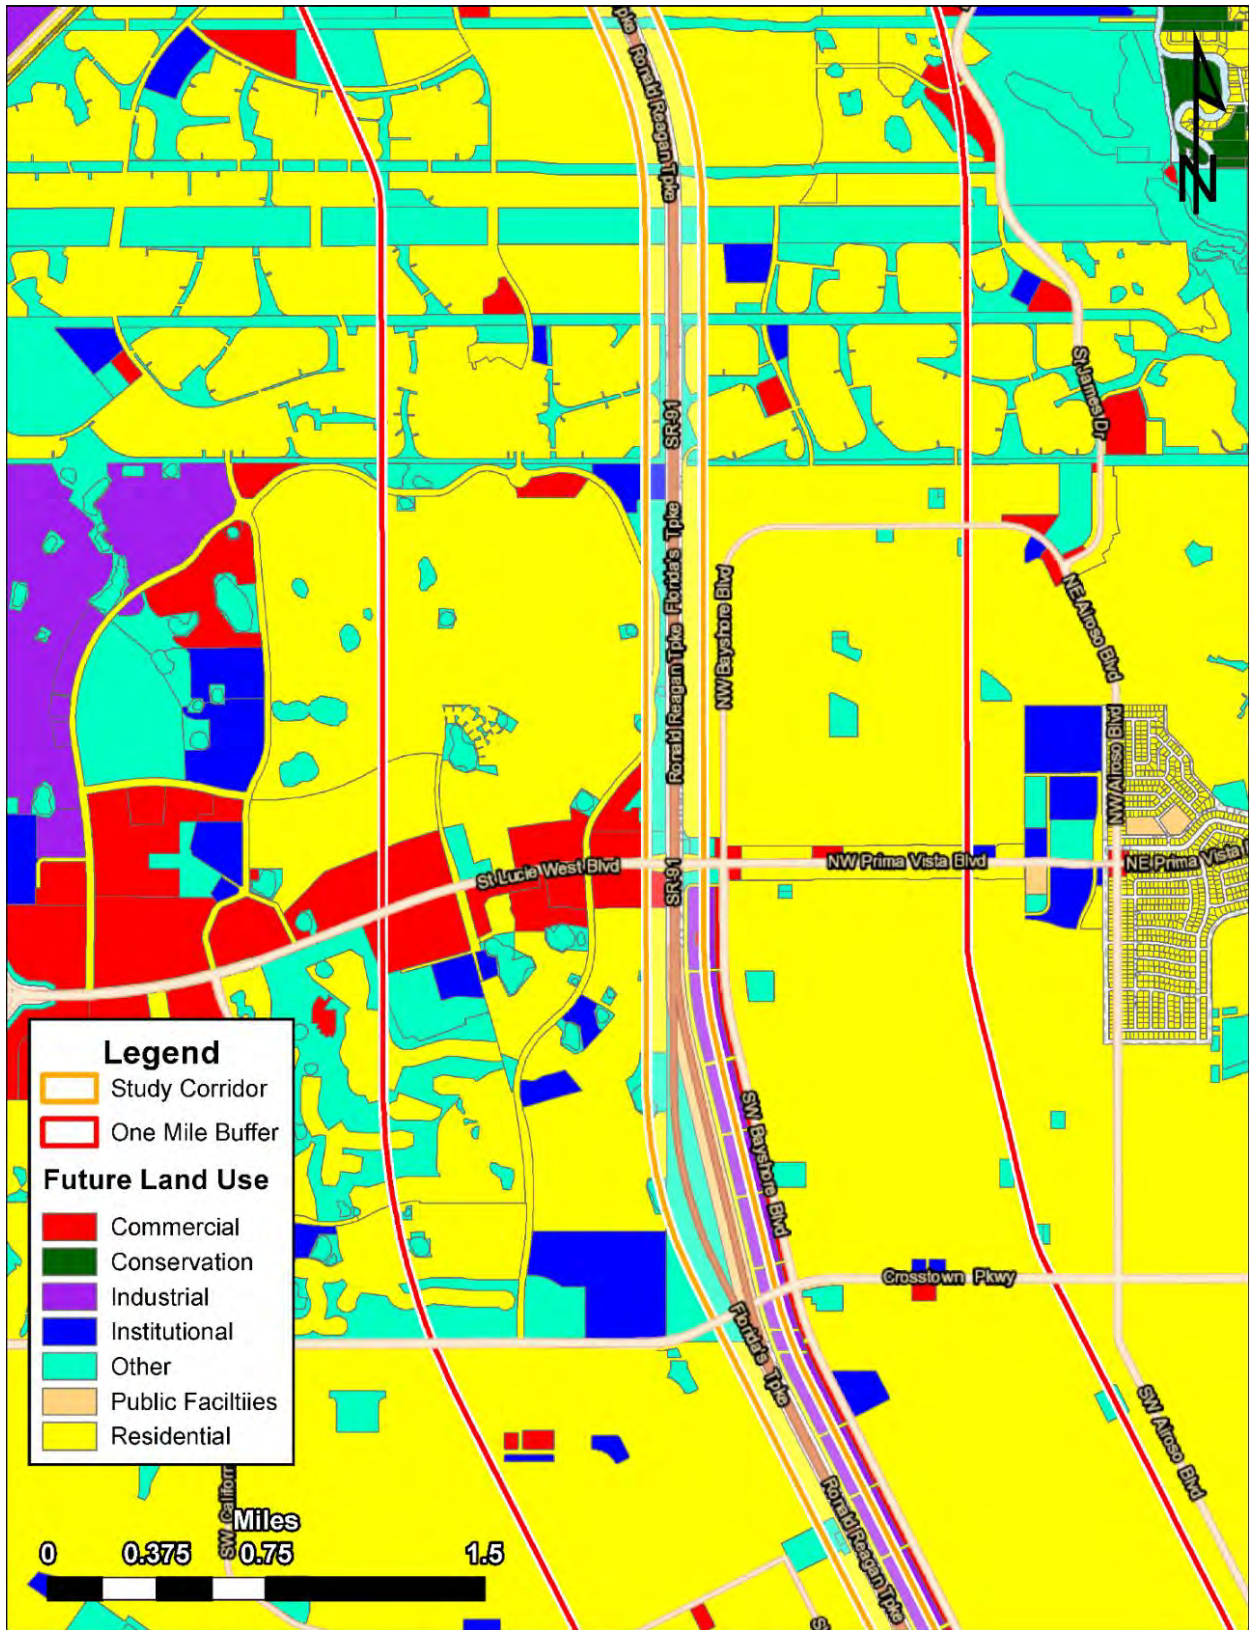 pke Ronald Reagan Tpke
N
SR-91
St James Dr
Ronald Reagan Tpke Florida's Tpke
NW Bayshore Blvd
NE Airoso Blvd
NW Airoso Blvd
St Lucie West Blvd
SR-91
NW Prima Vista Blvd
NE Prima Vista
SW Bayshore Blvd
Crosstown Pkwy
Florida's Tpke
SW Airoso Blvd
Ronald Reagan Tpke
Legend
Study Corridor
One Mile Buffer
Future Land Use
Commercial
Conservation
Industrial
Institutional
Other
Public Faciltiies
Residential
SW Californ
Miles
0 0.375 0.75 1.5